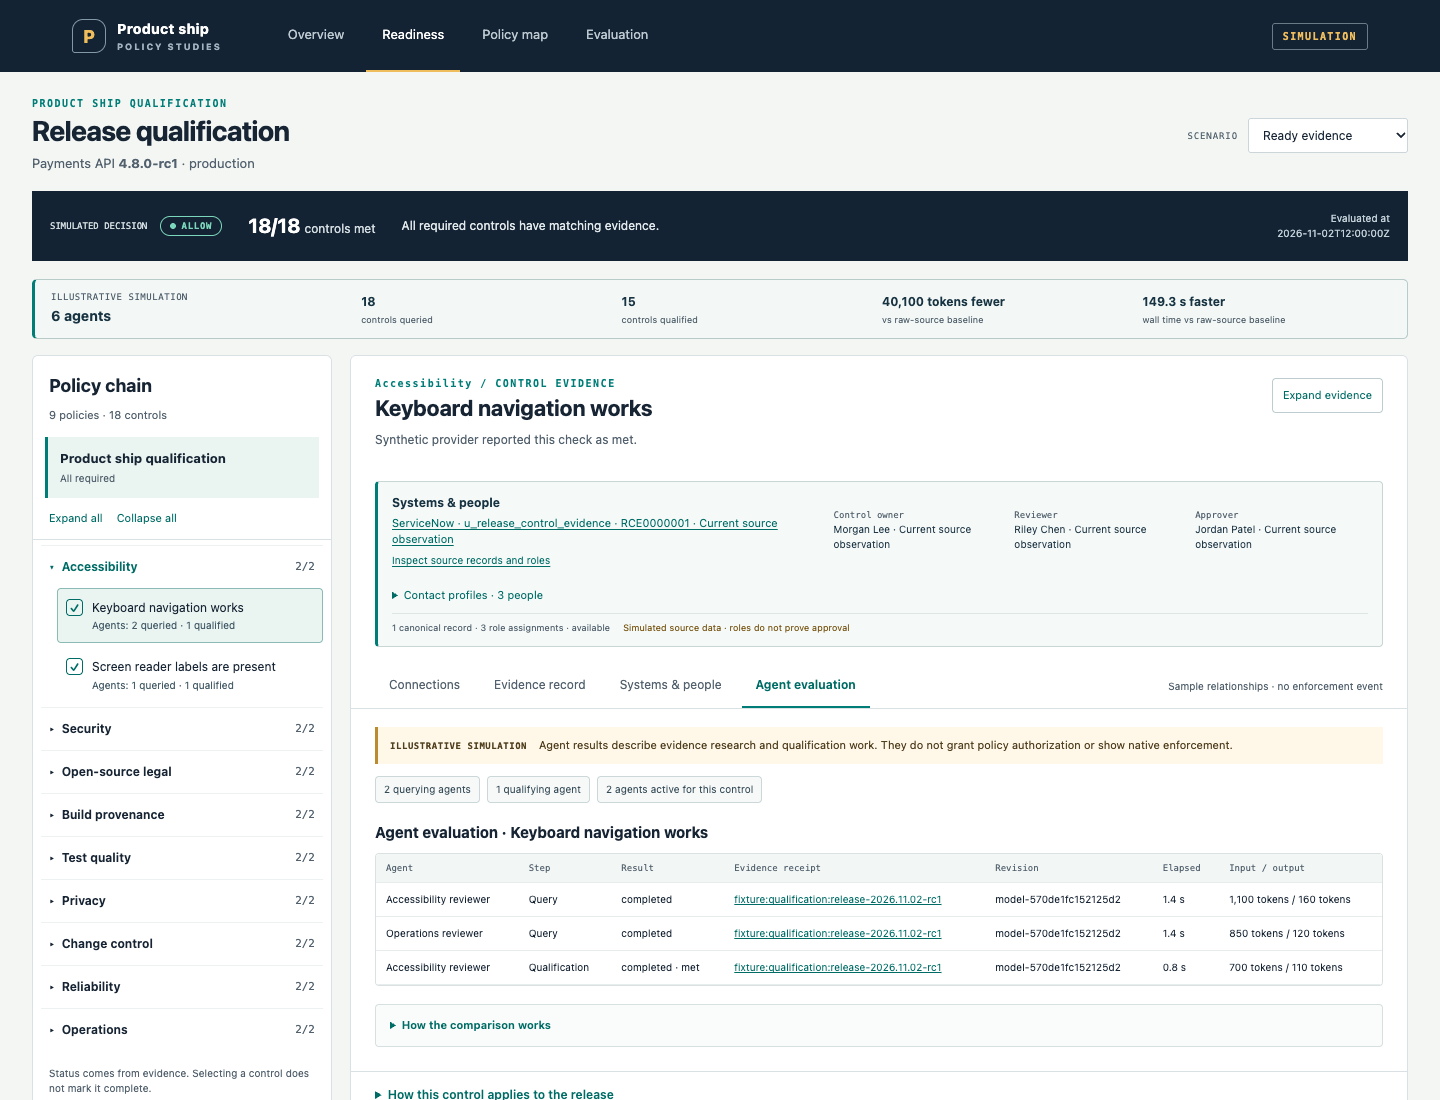 P
Product ship
POLICY STUDIES
Overview
Readiness
Policy map
Evaluation
SIMULATION
PRODUCT SHIP QUALIFICATION
Release qualification
Payments API 4.8.0-rc1 · production
SCENARIO
Ready evidence
SIMULATED DECISION
ALLOW
18/18 controls met
All required controls have matching evidence.
Evaluated at
2026-11-02T12:00:00Z
ILLUSTRATIVE SIMULATION
6 agents
18
controls queried
15
controls qualified
40,100 tokens fewer
vs raw-source baseline
149.3 s faster
wall time vs raw-source baseline
Policy chain
9 policies · 18 controls
Product ship qualification
All required
Expand all
Collapse all
Accessibility 2/2
Keyboard navigation works
Agents: 2 queried · 1 qualified
Screen reader labels are present
Agents: 1 queried · 1 qualified
Security 2/2
Open-source legal 2/2
Build provenance 2/2
Test quality 2/2
Privacy 2/2
Change control 2/2
Reliability 2/2
Operations 2/2
Status comes from evidence. Selecting a control does
not mark it complete.
Accessibility / CONTROL EVIDENCE
Keyboard navigation works
Synthetic provider reported this check as met.
Expand evidence
Systems & people
ServiceNow · u_release_control_evidence · RCE0000001 · Current source
observation
Inspect source records and roles
Control owner
Morgan Lee · Current source
observation
Reviewer
Riley Chen · Current source
observation
Approver
Jordan Patel · Current source
observation
Contact profiles · 3 people
1 canonical record · 3 role assignments · available
Simulated source data · roles do not prove approval
Connections
Evidence record
Systems & people
Agent evaluation
Sample relationships · no enforcement event
ILLUSTRATIVE SIMULATION Agent results describe evidence research and qualification work. They do not grant policy authorization or show native enforcement.
2 querying agents
1 qualifying agent
2 agents active for this control
Agent evaluation · Keyboard navigation works
Agent Step Result Evidence receipt Revision Elapsed Input / output
Accessibility reviewer Query completed fixture:qualification:release-2026.11.02-rc1 model-570de1fc152125d2 1.4 s 1,100 tokens / 160 tokens
Operations reviewer Query completed fixture:qualification:release-2026.11.02-rc1 model-570de1fc152125d2 1.4 s 850 tokens / 120 tokens
Accessibility reviewer Qualification completed · met fixture:qualification:release-2026.11.02-rc1 model-570de1fc152125d2 0.8 s 700 tokens / 110 tokens
How the comparison works
How this control applies to the release